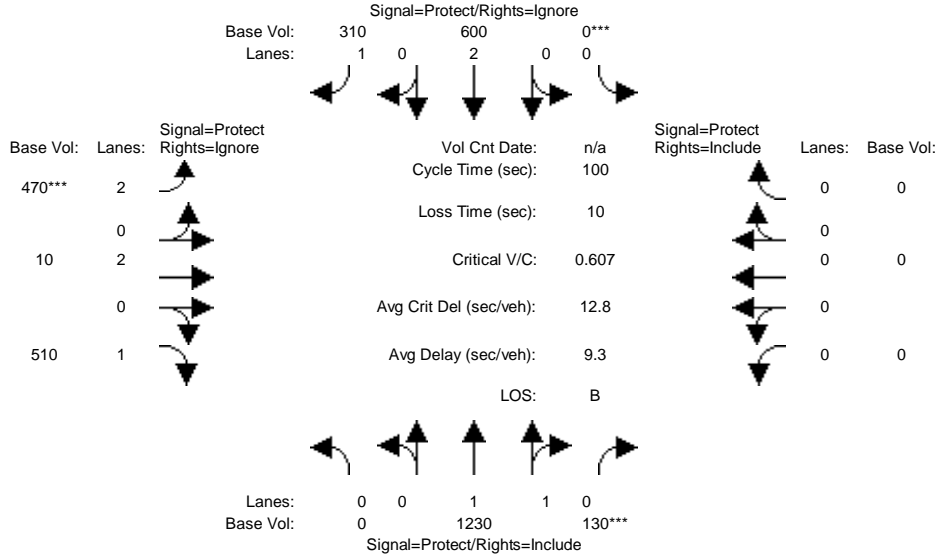 Signal=Protect/Rights=Ignore
Base Vol: 310 600 0***
Lanes: 1 0 2 0 0
Signal=Protect
Base Vol: Lanes: Rights=Ignore
Vol Cnt Date: n/a
Signal=Protect
Rights=Include Lanes: Base Vol:
Cycle Time (sec): 100
470*** 2
0 0
Loss Time (sec): 10
0
0
10 2
Critical V/C: 0.607
0 0
0
Avg Crit Del (sec/veh): 12.8
0
510 1
Avg Delay (sec/veh): 9.3
0 0
LOS: B
Lanes: 0 0 1 1 0
Base Vol: 0 1230 130***
Signal=Protect/Rights=Include